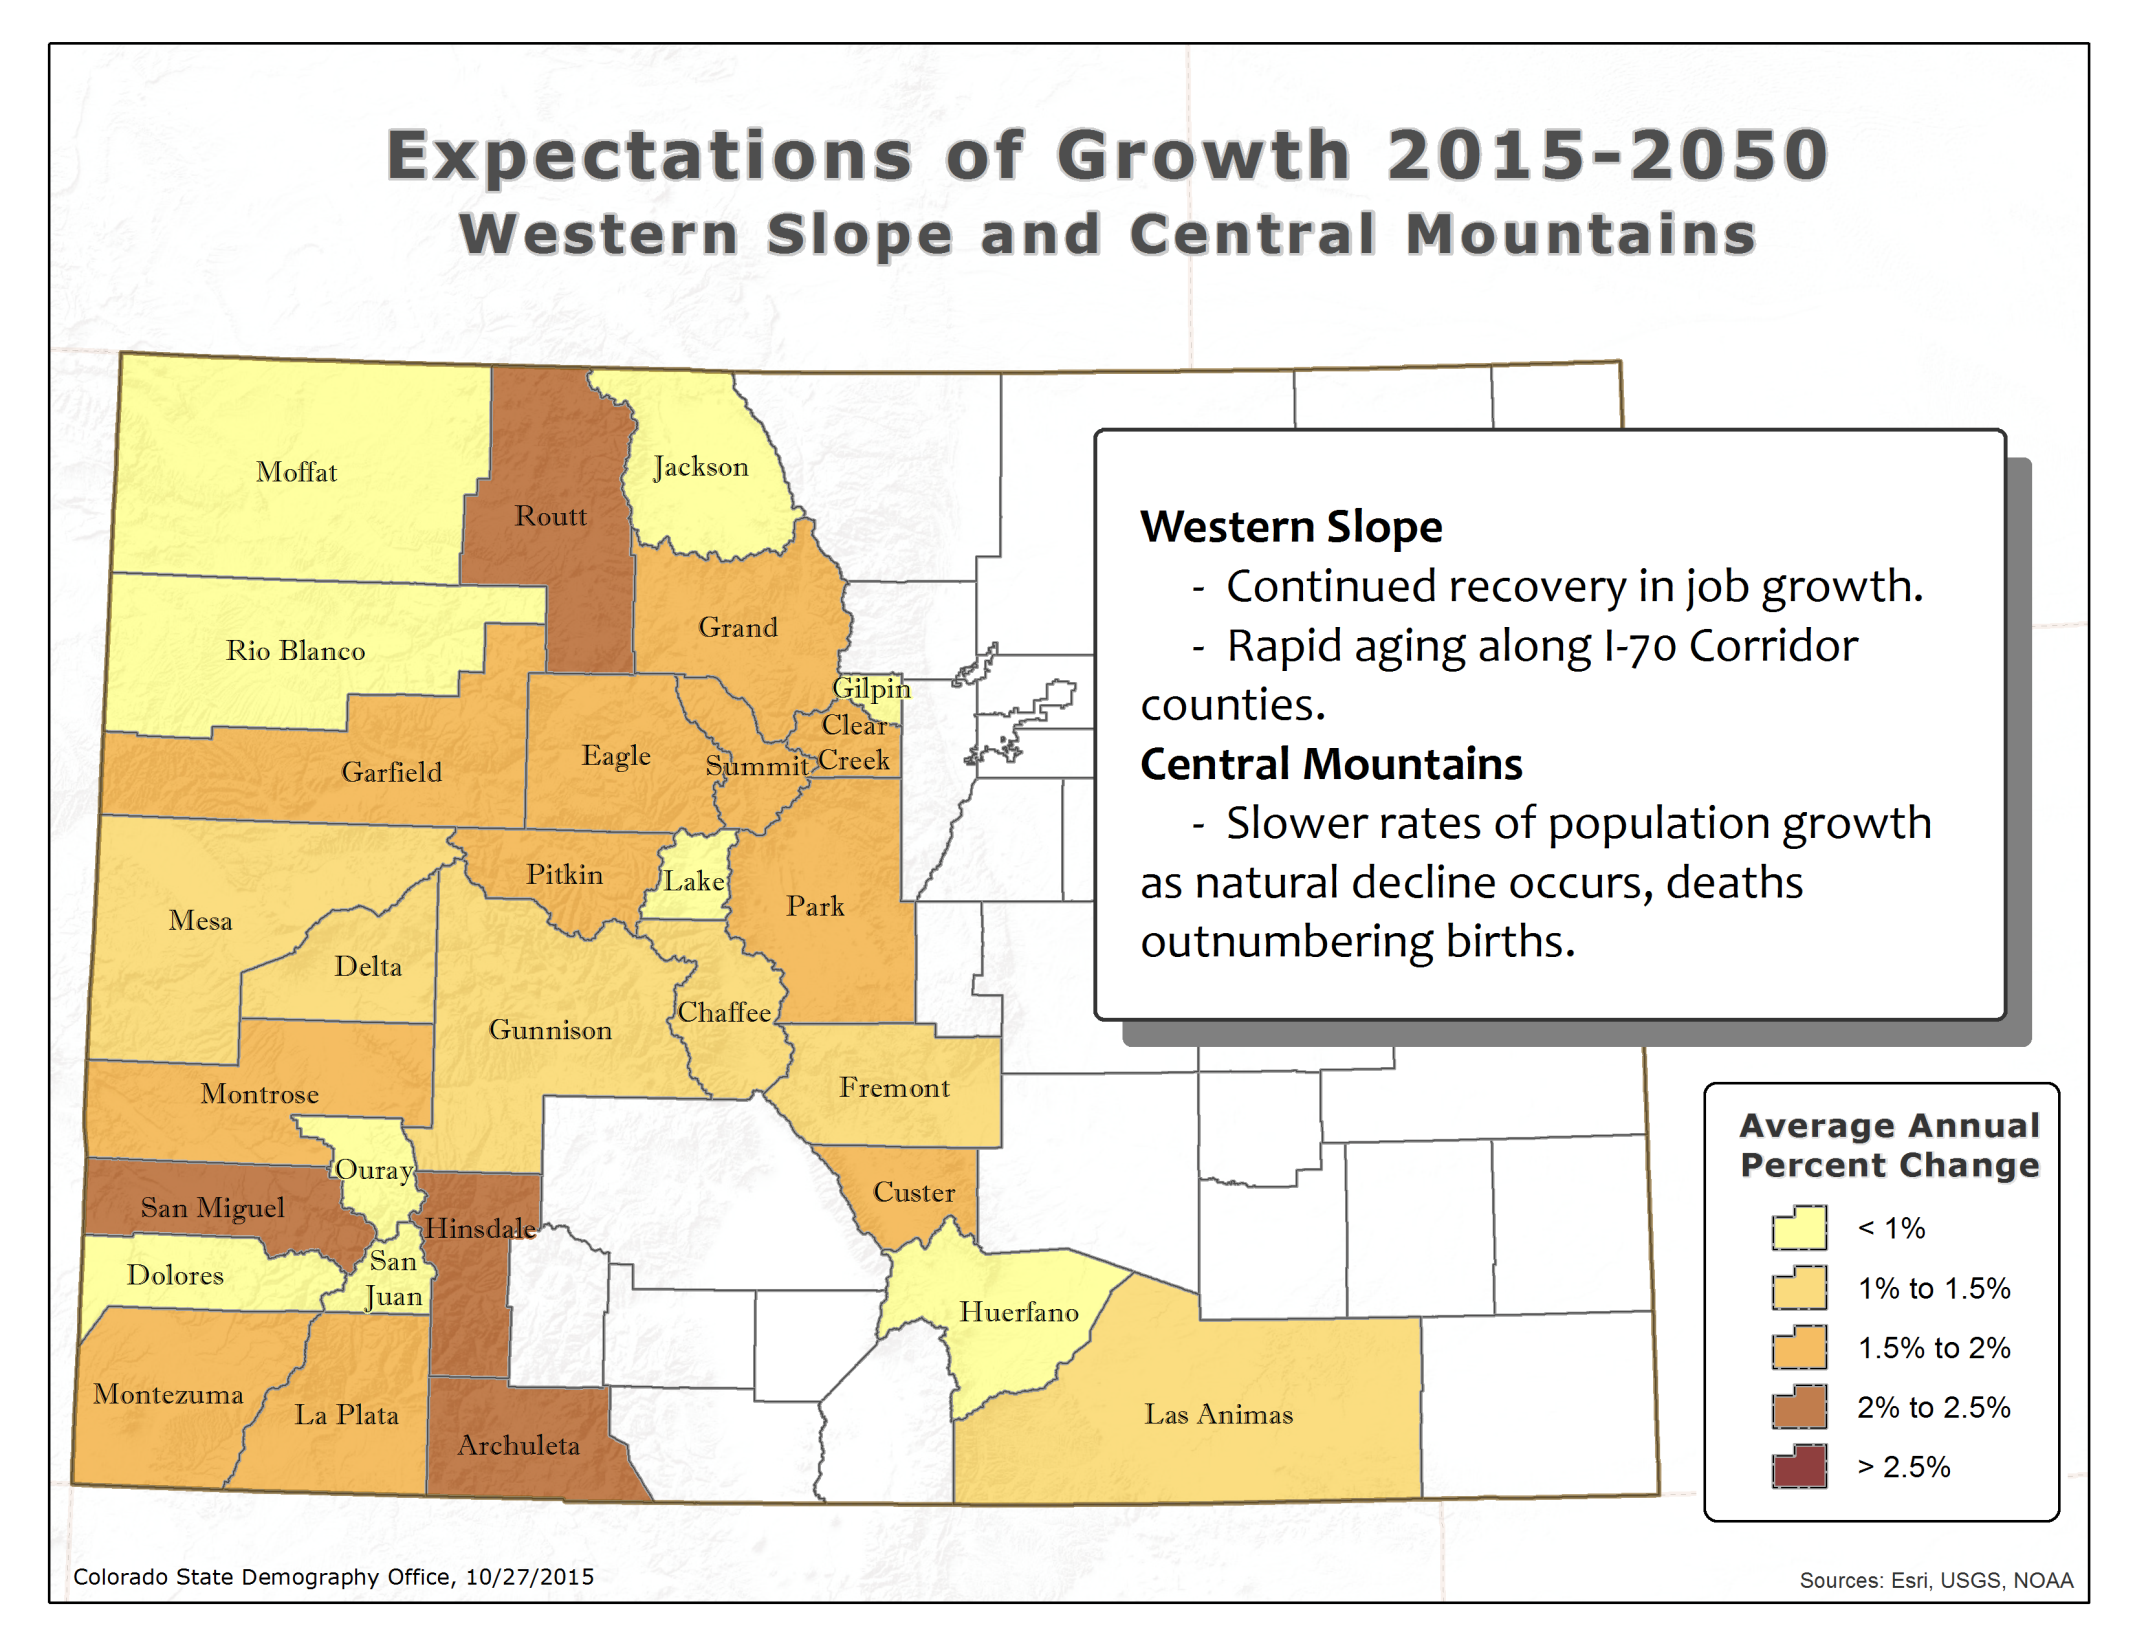 Expectations of Growth 2015-2050
Western Slope and Central Mountains
Moffat
Routt
Jackson
Rio Blanco
Grand
Gilpin
Clear
Creek
Garfield
Eagle
Summit
Mesa
Pitkin
Lake
Park
Delta
Gunnison
Chaffee
Montrose
Fremont
Ouray
San Miguel
Hinsdale
Custer
Dolores
San
Juan
Huerfano
Montezuma
La Plata
Archuleta
Las Animas
Western Slope
- Continued recovery in job growth.
- Rapid aging along I-70 Corridor
counties.
Central Mountains
- Slower rates of population growth
as natural decline occurs, deaths
outnumbering births.
Average Annual
Percent Change
< 1%
1% to 1.5%
1.5% to 2%
2% to 2.5%
> 2.5%
Colorado State Demography Office, 10/27/2015
Sources: Esri, USGS, NOAA